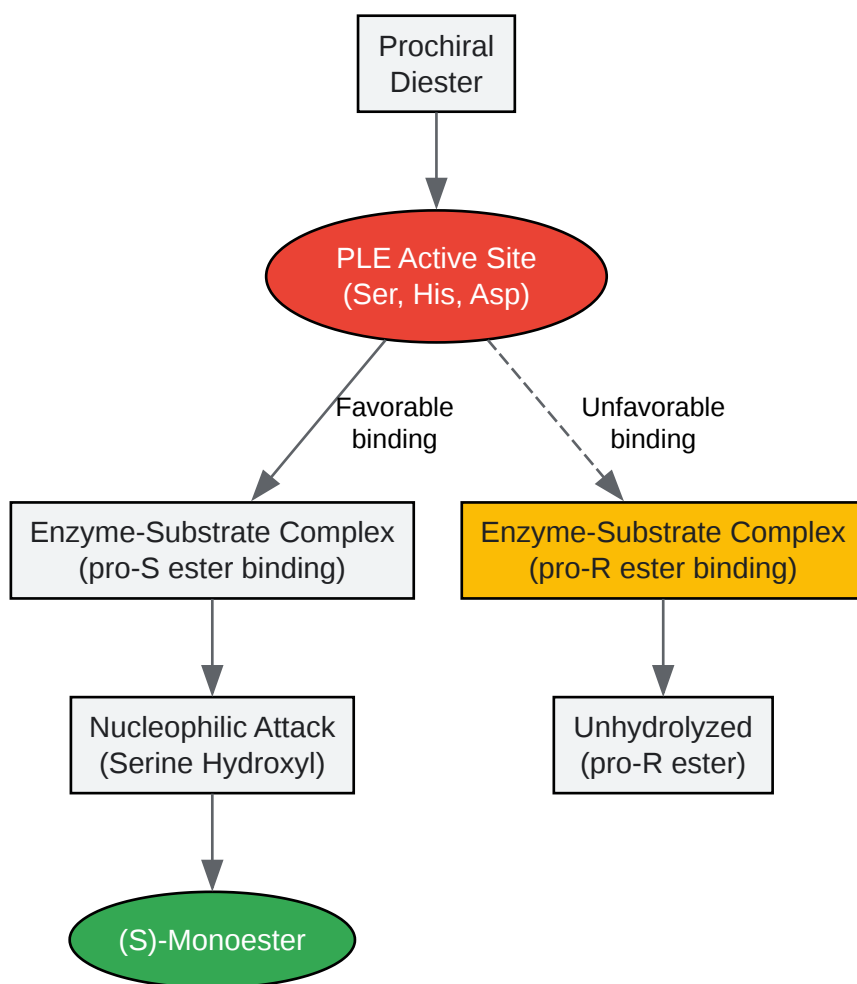 Prochiral
Diester
PLE Active Site
(Ser, His, Asp)
Favorable
binding
Unfavorable
binding
Enzyme-Substrate Complex
(pro-S ester binding)
Enzyme-Substrate Complex
(pro-R ester binding)
Nucleophilic Attack
(Serine Hydroxyl)
Unhydrolyzed
(pro-R ester)
(S)-Monoester